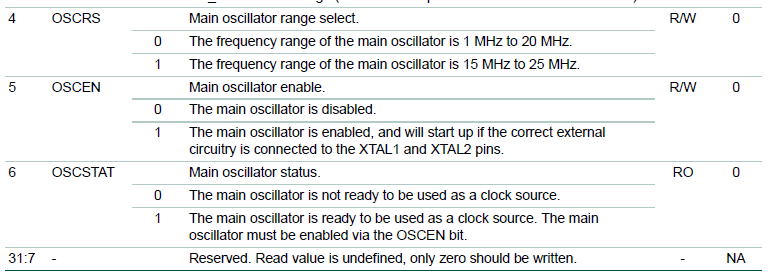 4 OSCRS Main oscillator range select. R/W 0
0 The frequency range of the main oscillator is 1 MHz to 20 MHz.
1 The frequency range of the main oscillator is 15 MHz to 25 MHz.
5 OSCEN Main oscillator enable. R/W 0
0 The main oscillator is disabled.
1 The main oscillator is enabled, and will start up if the correct external
circuitry is connected to the XTAL1 and XTAL2 pins.
6 OSCSTAT Main oscillator status. RO 0
0 The main oscillator is not ready to be used as a clock source.
1 The main oscillator is ready to be used as a clock source. The main
oscillator must be enabled via the OSCEN bit.
31:7 - Reserved. Read value is undefined, only zero should be written. - NA